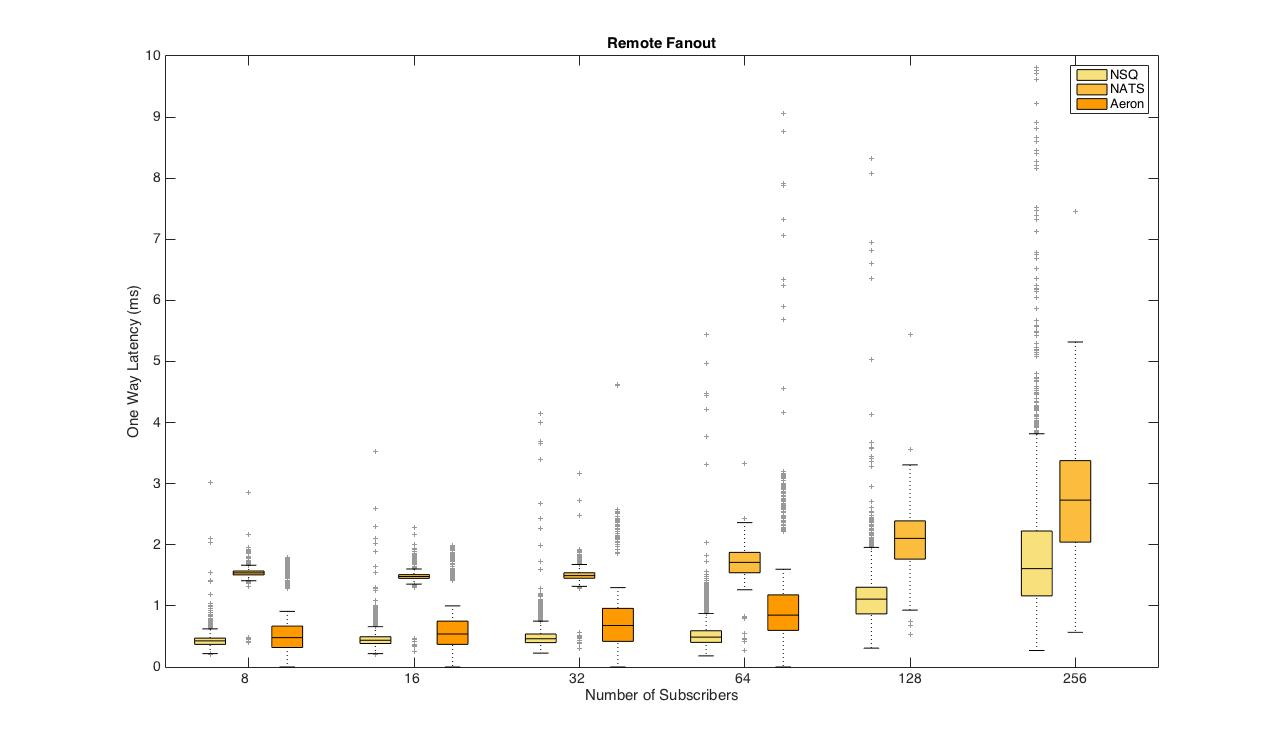 Remote Fanout
NSQ
NATS
Aeron
10
9
8
7
6
5
4
3
2
1
0
One Way Latency (ms)
8 16 32 64 128 256
Number of Subscribers